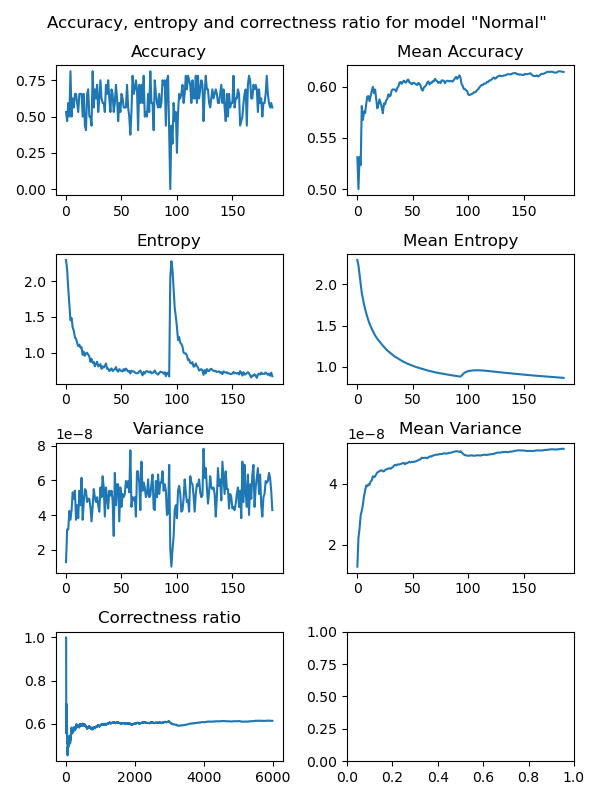 Accuracy, entropy and correctness ratio for model "Normal"
Accuracy
0.75
0.50
0.25
0.00
0 50 100 150
Mean Accuracy
0.60
0.55
0.50
0 50 100 150
Entropy
2.0
1.5
1.0
0 50 100 150
Mean Entropy
2.0
1.5
1.0
0 50 100 150
Variance
1e−8
8
6
4
2
0 50 100 150
Mean Variance
1e−8
4
2
0 50 100 150
Correctness ratio
1.0
0.8
0.6
0 2000 4000 6000
1.00
0.75
0.50
0.25
0.00
0.0 0.2 0.4 0.6 0.8 1.0